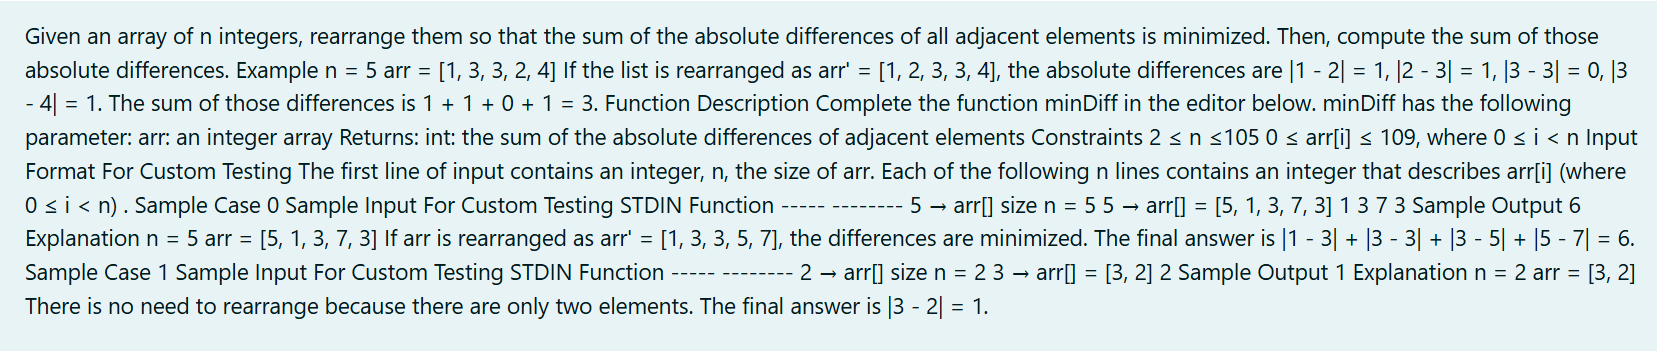 Given an array of n integers, rearrange them so that the sum of the absolute differences of all adjacent elements is minimized. Then, compute the sum of those
absolute differences. Example n = 5 arr = [1, 3, 3, 2, 4] If the list is rearranged as arr' = [1, 2, 3, 3, 4], the absolute differences are |1 - 2| = 1, |2 - 3| = 1, |3 - 3| = 0, |3
- 4| = 1. The sum of those differences is 1 + 1 + 0 + 1 = 3. Function Description Complete the function minDiff in the editor below. minDiff has the following
parameter: arr: an integer array Returns: int: the sum of the absolute differences of adjacent elements Constraints 2 ≤ n ≤105 0 ≤ arr[i] ≤ 109, where 0 ≤ i < n Input
Format For Custom Testing The first line of input contains an integer, n, the size of arr. Each of the following n lines contains an integer that describes arr[i] (where
0 ≤ i < n) . Sample Case 0 Sample Input For Custom Testing STDIN Function ----- -------- 5 → arr[] size n = 5 5 → arr[] = [5, 1, 3, 7, 3] 1 3 7 3 Sample Output 6
Explanation n = 5 arr = [5, 1, 3, 7, 3] If arr is rearranged as arr' = [1, 3, 3, 5, 7], the differences are minimized. The final answer is |1 - 3| + |3 - 3| + |3 - 5| + |5 - 7| = 6.
Sample Case 1 Sample Input For Custom Testing STDIN Function ----- -------- 2 → arr[] size n = 2 3 → arr[] = [3, 2] 2 Sample Output 1 Explanation n = 2 arr = [3, 2]
There is no need to rearrange because there are only two elements. The final answer is |3 - 2| = 1.